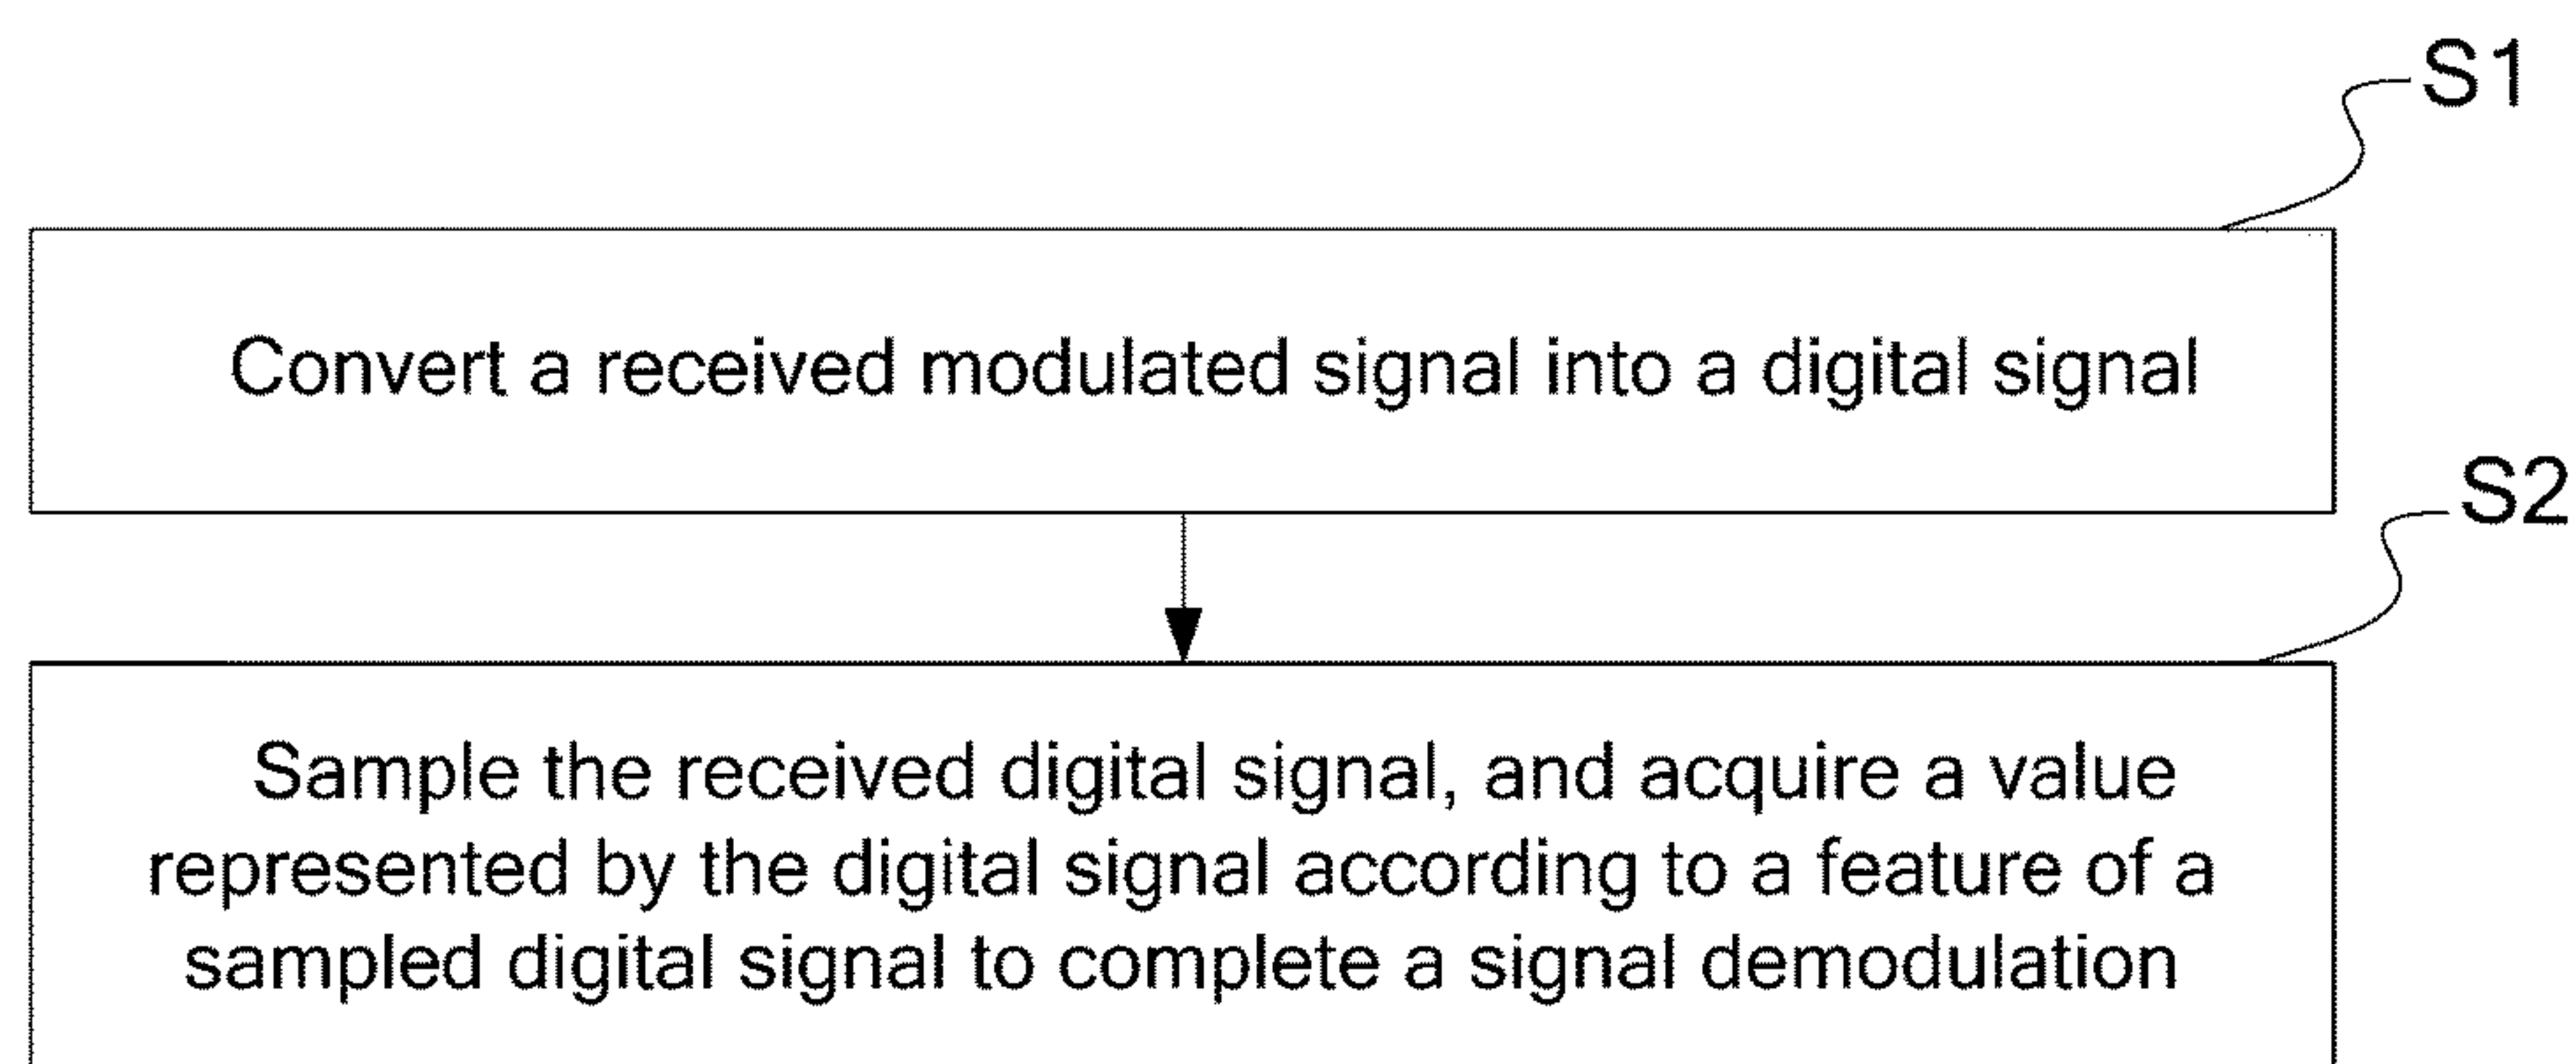 S1
Convert a received modulated signal into a digital signal
S2
Sample the received digital signal, and acquire a value
represented by the digital signal according to a feature of a
sampled digital signal to complete a signal demodulation